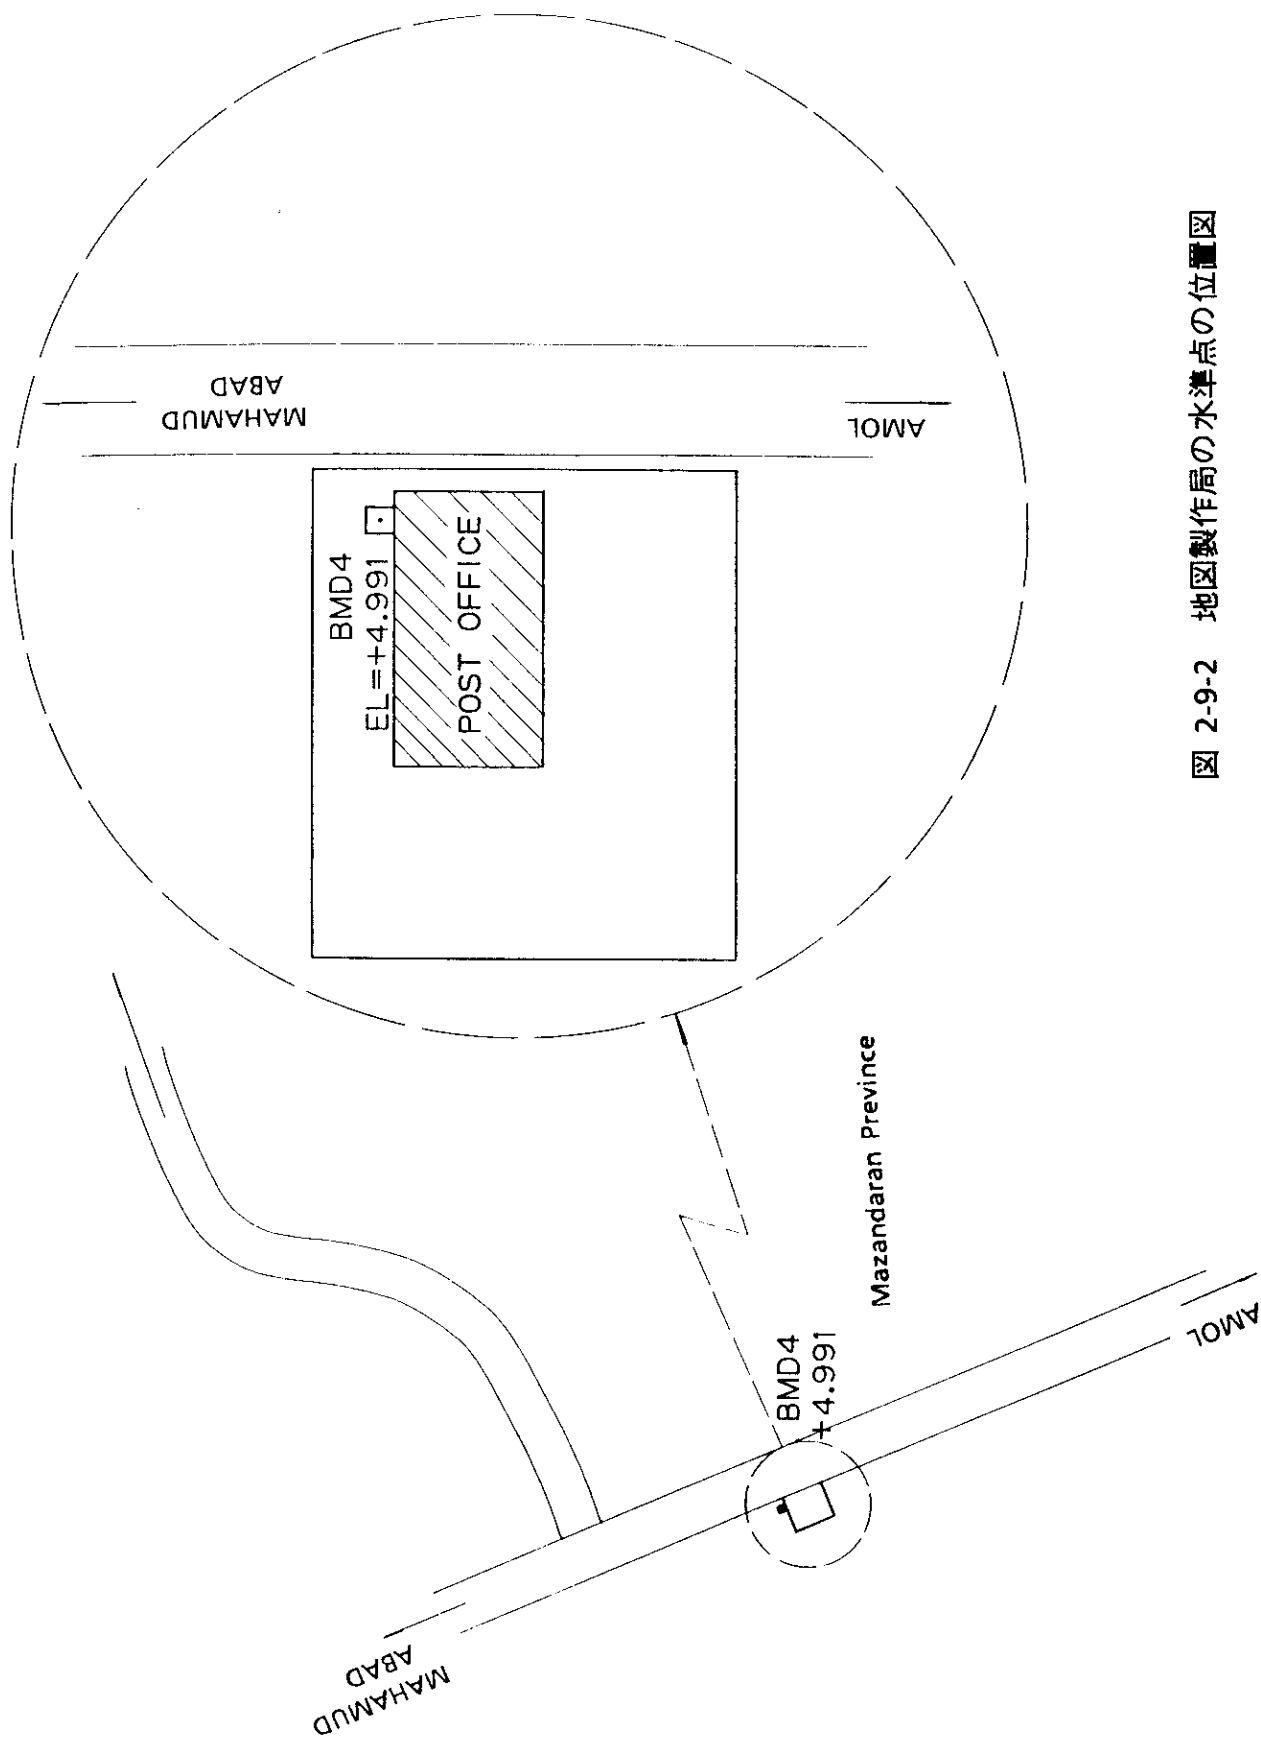 MAHAMUD
ABAD
AMOL
BMD4
EL=+4.991
POST OFFICE
MAHAMUD
ABAD
BMD4
+4.991
AMOL
Mazandaran Prevince
図 2-9-2 地図製作局の水準点の位置図